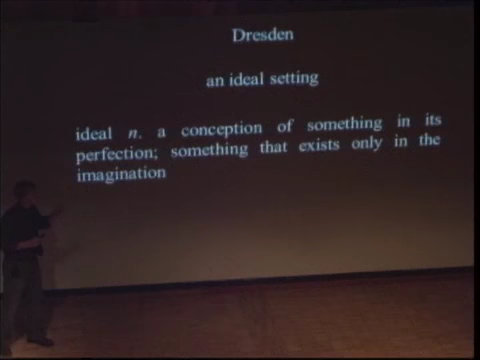 Dresden
an ideal setting
ideal n. a conception of something in its
perfection; something that exists only in the
imagination